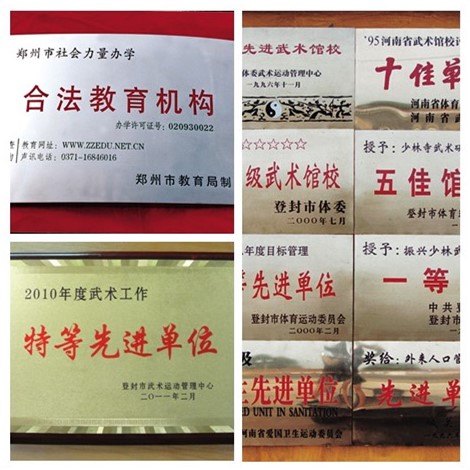 郑州市社会力量办学
合法教育机构
办学许可证号：020930022
教育网址：WWW.ZZEDU.NET.CN
声讯电话：0371-16846016
郑州市教育局制
2010年度武术工作
特等先进单位
登封市武术运动管理中心
二〇一一年二月
先进武术馆校
体委武术运动管理中心
一九九六年十一月
☆☆☆☆☆
级武术馆校
登封市体委
二000年七月
年度目标管理
等先进单位
登封市体育运动委员会
二000年二月
级
生先进单位
ED UNIT IN SANITATION
河南省爱国卫生运动委员会
'95河南省武术馆校评
十佳单
河南省体育
河南省武
授予：少林寺武术
五佳馆
登封市体育
授予：振兴少林武
一等
中共登
奖给：外来人口管
先进单